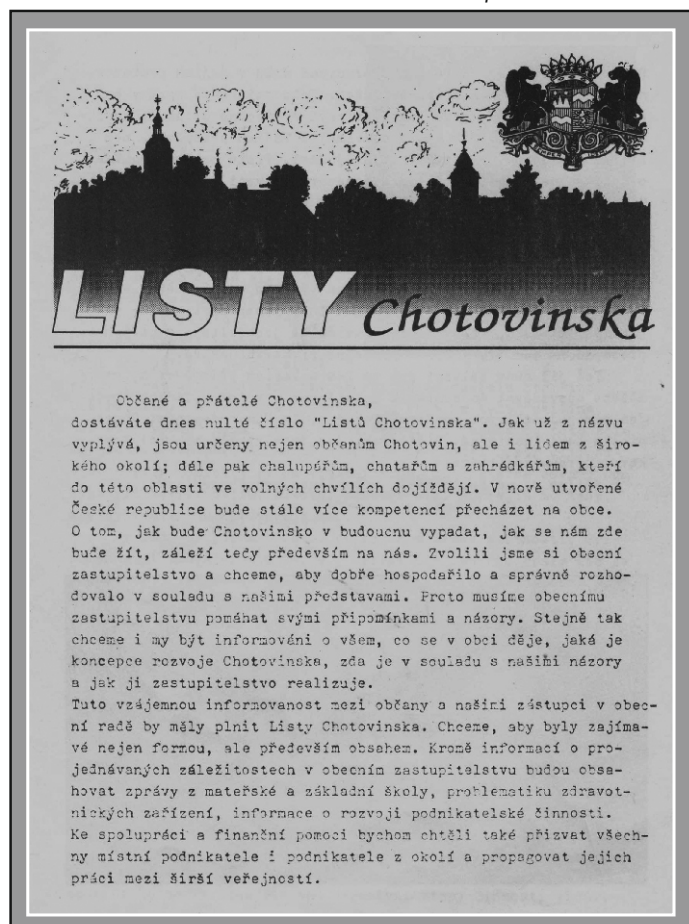 LISTY Chotovinska
Občané a přátelé Chotovinska,
dostáváte dnes nulté číslo "Listů Chotovinska". Jak už z názvu
vyplývá, jsou určeny nejen občanům Chotovin, ale i lidem z širo-
kého okolí; dále pak chalupářům, chatařům a zahrádkářům, kteří
do této oblasti ve volných chvílích dojíždějí. V nově utvořené
České republice bude stále více kompetencí přecházet na obce.
O tom, jak bude Chotovinsko v budoucnu vypadat, jak se nám zde
bude žít, záleží tedy především na nás. Zvolili jsme si obecní
zastupitelstvo a chceme, aby dobře hospodařilo a správně rozho-
dovalo v souladu s našimi představami. Proto musíme obecnímu
zastupitelstvu pomáhat svými připomínkami a názory. Stejně tak
chceme i my být informováni o všem, co se v obci děje, jaká je
koncepce rozvoje Chotovinska, zda je v souladu s našimi názory
a jak ji zastupitelstvo realizuje.
Tuto vzájemnou informovanost mezi občany a našimi zástupci v obec-
ní radě by měly plnit Listy Chotovinska. Chceme, aby byly zajíma-
vé nejen formou, ale především obsahem. Kromě informací o pro-
jednávaných záležitostech v obecním zastupitelstvu budou obsa-
hovat zprávy z mateřské a základní školy, problematiku zdravot-
nických zařízení, informace o rozvoji podnikatelské činnosti.
Ke spolupráci a finanční pomoci bychom chtěli také přizvat všech-
ny místní podnikatele i podnikatele z okolí a propagovat jejich
práci mezi širší veřejností.